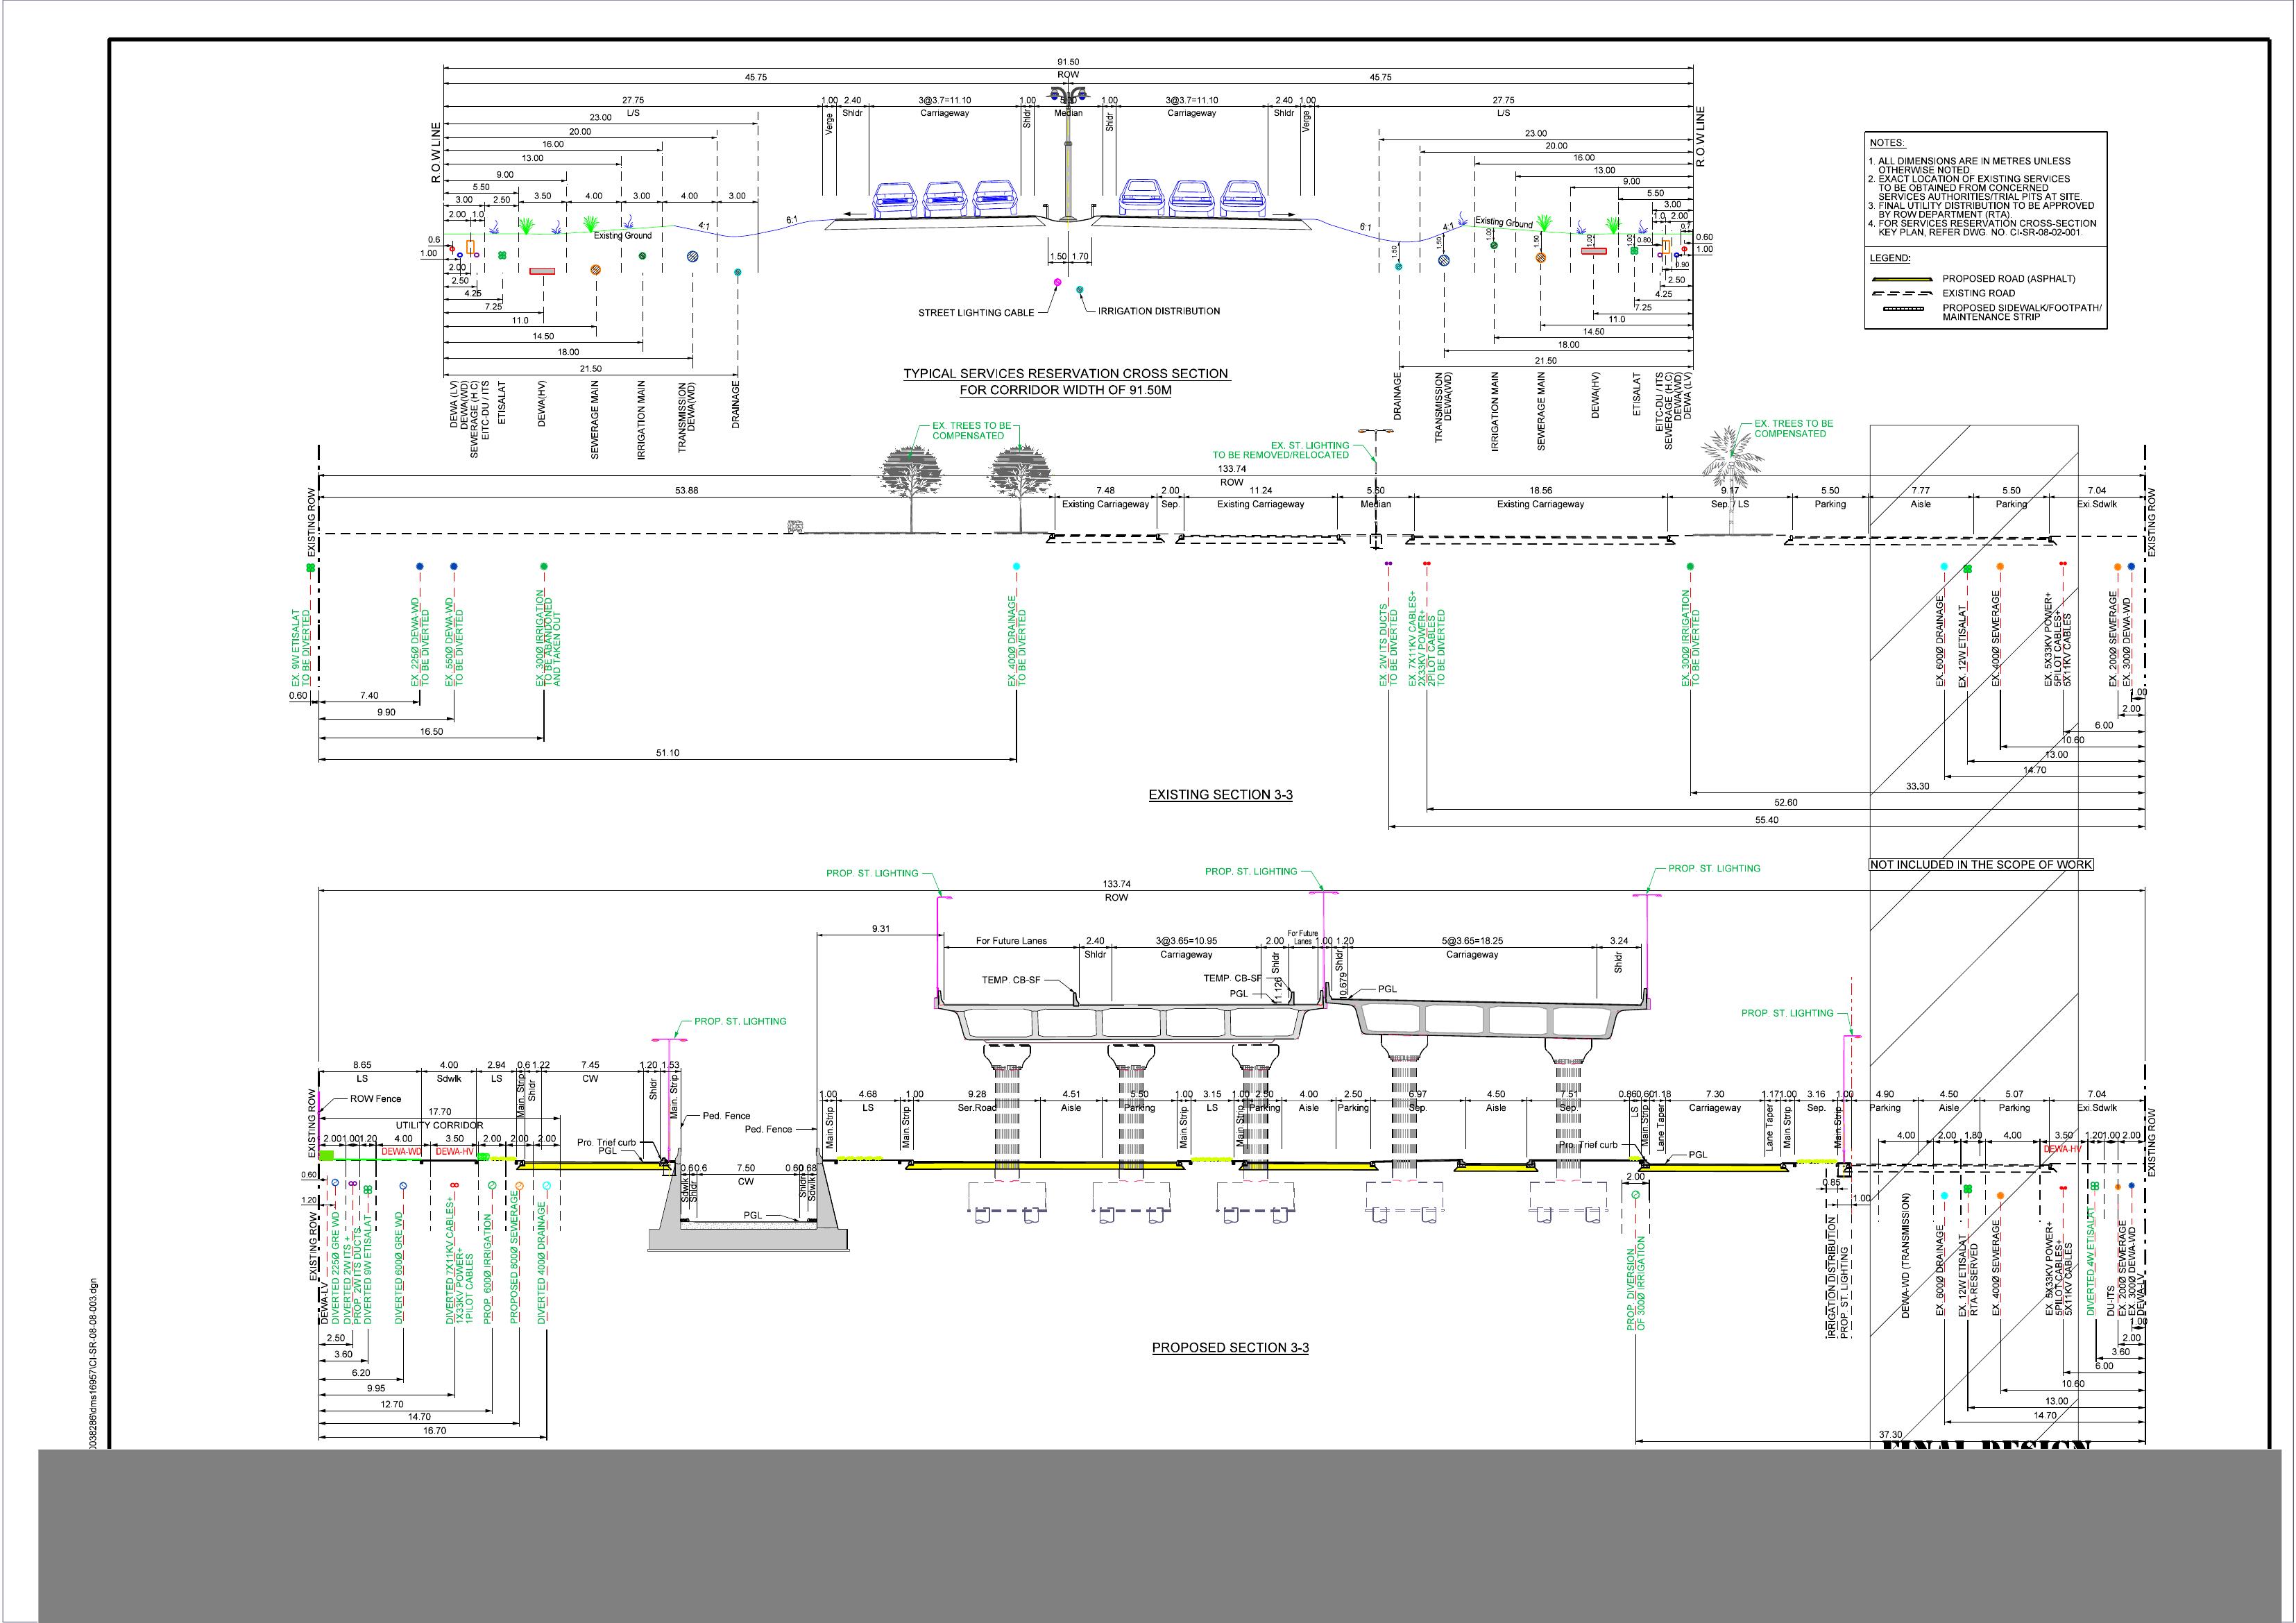 91.50
ROW
45.75
45.75
27.75
L/S
1.00
2.40
3@3.7=11.10
1.00
1.00
3@3.7=11.10
2.40
1.00
27.75
L/S
Verge
Shldr
Carriageway
Shldr
Median
Shldr
Carriageway
Shldr
Verge
R.O.W LINE
R.O.W LINE
23.00
20.00
16.00
13.00
9.00
5.50
3.50
4.00
3.00
4.00
3.00
3.00
2.50
2.00
1.0
0.6
1.00
2.00
2.50
4.25
7.25
11.0
14.50
18.00
21.50
Existing Ground
4:1
6:1
1.50
1.70
STREET LIGHTING CABLE
IRRIGATION DISTRIBUTION
6:1
4:1
Existing Ground
23.00
20.00
16.00
13.00
9.00
5.50
3.00
1.0
2.00
0.7
0.60
1.00
0.80
0.90
1.50
1.50
1.00
1.50
1.00
1.00
2.50
4.25
7.25
11.0
14.50
18.00
21.50
DEWA (LV)
DEWA(WD)
SEWERAGE (H.C)
EITC-DU / ITS
ETISALAT
DEWA(HV)
SEWERAGE MAIN
IRRIGATION MAIN
TRANSMISSION
DEWA(WD)
DRAINAGE
DRAINAGE
TRANSMISSION
DEWA(WD)
IRRIGATION MAIN
SEWERAGE MAIN
DEWA(HV)
ETISALAT
EITC-DU / ITS
SEWERAGE (H.C)
DEWA(WD)
DEWA (LV)
TYPICAL SERVICES RESERVATION CROSS SECTION
FOR CORRIDOR WIDTH OF 91.50M
NOTES:
1. ALL DIMENSIONS ARE IN METRES UNLESS
OTHERWISE NOTED.
2. EXACT LOCATION OF EXISTING SERVICES
TO BE OBTAINED FROM CONCERNED
SERVICES AUTHORITIES/TRIAL PITS AT SITE.
3. FINAL UTILITY DISTRIBUTION TO BE APPROVED
BY ROW DEPARTMENT (RTA).
4. FOR SERVICES RESERVATION CROSS-SECTION
KEY PLAN, REFER DWG. NO. CI-SR-08-02-001.
LEGEND:
PROPOSED ROAD (ASPHALT)
EXISTING ROAD
PROPOSED SIDEWALK/FOOTPATH/
MAINTENANCE STRIP
EX. TREES TO BE
COMPENSATED
EX. ST. LIGHTING
TO BE REMOVED/RELOCATED
EX. TREES TO BE
COMPENSATED
133.74
ROW
53.88
7.48
2.00
11.24
18.56
9.17
5.50
7.77
5.50
7.04
Existing Carriageway
Sep.
Existing Carriageway
Median
Existing Carriageway
Sep. / LS
Parking
Aisle
Parking
Exi.Sdwlk
EXISTING ROW
EXISTING ROW
EX. 9W ETISALAT
TO BE DIVERTED
EX. 225Ø DEWA-WD
TO BE DIVERTED
EX. 550Ø DEWA-WD
TO BE DIVERTED
EX. 300Ø IRRIGATION
TO BE ABANDONED
AND TAKEN OUT
EX. 400Ø DRAINAGE
TO BE DIVERTED
EX. 2W ITS DUCTS
TO BE DIVERTED
EX. 7X11KV CABLES+
2X33KV POWER+
2PILOT CABLES
TO BE DIVERTED
EX. 300Ø IRRIGATION
TO BE DIVERTED
EX. 600Ø DRAINAGE
EX. 12W ETISALAT
EX. 400Ø SEWERAGE
EX. 5X33KV POWER+
5PILOT CABLES+
5X11KV CABLES
EX. 200Ø SEWERAGE
EX. 300Ø DEWA-WD
0.60
7.40
9.90
16.50
51.10
1.00
2.00
6.00
10.60
13.00
14.70
33.30
52.60
55.40
EXISTING SECTION 3-3
NOT INCLUDED IN THE SCOPE OF WORK
PROP. ST. LIGHTING
PROP. ST. LIGHTING
PROP. ST. LIGHTING
133.74
ROW
9.31
For Future Lanes
2.40
3@3.65=10.95
2.00
For Future
Lanes
1.00
1.20
5@3.65=18.25
3.24
Shldr
Carriageway
Shldr
Shldr
Carriageway
Shldr
TEMP. CB-SF
TEMP. CB-SF
PGL
11.126
10.679
PGL
PROP. ST. LIGHTING
PROP. ST. LIGHTING
8.65
4.00
2.94
0.6
1.22
7.45
1.20
1.53
LS
Sdwlk
LS
Main. Strip
Shldr
CW
Shldr
Main. Strip
ROW Fence
17.70
UTILITY CORRIDOR
2.00
1.00
1.20
4.00
3.50
2.00
2.00
2.00
DEWA-WD
DEWA-HV
Pro. Trief curb
PGL
Ped. Fence
Ped. Fence
0.60
0.6
7.50
0.60
0.68
Sdwlk
Shldr
CW
Shldr
Sdwlk
PGL
1.00
4.68
1.00
9.28
4.51
5.50
1.00
3.15
1.00
2.50
4.00
2.50
6.97
4.50
7.51
0.86
0.60
1.18
7.30
1.17
1.00
3.16
1.00
4.90
4.50
5.07
7.04
Main Strip
LS
Main Strip
Ser.Road
Aisle
Parking
Main Strip
LS
Main Strip
Parking
Aisle
Parking
Sep.
Aisle
Sep.
LS
Main Strip
Lane Taper
Carriageway
Lane Taper
Main Strip
Sep.
Main Strip
Parking
Aisle
Parking
Exi.Sdwlk
Pro. Trief curb
PGL
4.00
2.00
1.80
4.00
3.50
1.20
1.00
2.00
DEWA-HV
EXISTING ROW
EXISTING ROW
0.60
1.20
2.00
0.85
1.00
EXISTING ROW
DEWA-LV
DIVERTED 225Ø GRE WD
DIVERTED 2W ITS +
PROP. 2W ITS DUCTS
DIVERTED 9W ETISALAT
DIVERTED 600Ø GRE WD
DIVERTED 7X11KV CABLES+
1X33KV POWER+
1PILOT CABLES
PROP. 600Ø IRRIGATION
PROPOSED 800Ø SEWERAGE
DIVERTED 400Ø DRAINAGE
PROP. DIVERSION
OF 300Ø IRRIGATION
IRRIGATION DISTRIBUTION
PROP. ST. LIGHTING
DEWA-WD (TRANSMISSION)
EX. 600Ø DRAINAGE
EX. 12W ETISALAT
RTA-RESERVED
EX. 400Ø SEWERAGE
EX. 5X33KV POWER+
5PILOT CABLES+
5X11KV CABLES
DIVERTED 4W ETISALAT
DU-ITS
EX. 200Ø SEWERAGE
EX. 300Ø DEWA-WD
DEWA-LV
2.50
3.60
6.20
9.95
12.70
14.70
16.70
1.00
2.00
3.60
6.00
10.60
13.00
14.70
37.30
PROPOSED SECTION 3-3
FINAL DESIGN
0038286\dms16957\CI-SR-08-08-003.dgn